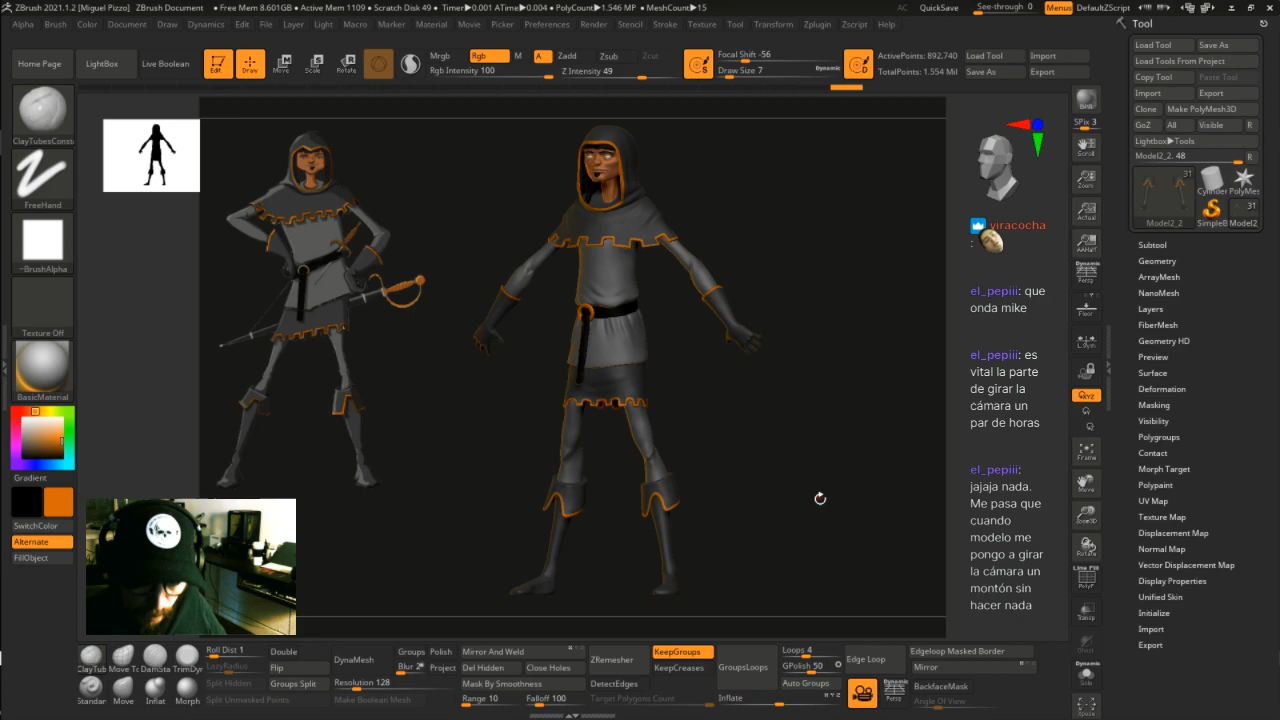 ZBrush 2021.1.2 [Miguel Pizzo] ZBrush Document ● Free Mem 8.601GB ● Active Mem 1109 ● Scratch Disk 49 ● Timer▶0.001 ATime▶0.004 ● PolyCount▶1.546 MP ● MeshCount▶15 AC QuickSave See-through 0 Menus DefaultZScript
Alpha Brush Color Document Draw Dynamics Edit File Layer Light Macro Marker Material Movie Picker Preferences Render Stencil Stroke Texture Tool Transform Zplugin Zscript Help
Tool
Home Page LightBox Live Boolean Edit Draw Move Scale Rotate
Mrgb Rgb M A Zadd Zsub Zcut
Rgb Intensity 100 Z Intensity 49
Focal Shift -56
Draw Size 7 Dynamic
ActivePoints: 892,740
TotalPoints: 1.554 Mil
Load Tool Import
Save As Export
Load Tool Save As
Load Tools From Project
Copy Tool Paste Tool
Import Export
Clone Make PolyMesh3D
GoZ All Visible R
Lightbox▶Tools
Model2_2. 48 R
31
Cylinder PolyMes
31
Model2_2 SimpleB Model2
Subtool
Geometry
ArrayMesh
NanoMesh
Layers
FiberMesh
Geometry HD
Preview
Surface
Deformation
Masking
Visibility
Polygroups
Contact
Morph Target
Polypaint
UV Map
Texture Map
Displacement Map
Normal Map
Vector Displacement Map
Display Properties
Unified Skin
Initialize
Import
Export
ClayTubesConst
FreeHand
~BrushAlpha
Texture Off
BasicMaterial
Gradient
SwitchColor
Alternate
FillObject
BPR
SPix 3
Scroll
Zoom
Actual
AAHalf
Dynamic
Persp
Floor
L.Sym
XYZ
Frame
Move
Zoom3D
Rotate
Line Fill
PolyF
Transp
Ghost
Dynamic
Solo
Xpose
viracocha
:
el_pepiii: que
onda mike
el_pepiii: es
vital la parte
de girar la
cámara un
par de horas
el_pepiii:
jajaja nada.
Me pasa que
cuando
modelo me
pongo a girar
la cámara un
montón sin
hacer nada
ClayTub Move To DamSta TrimDyr
Standar Move Inflat Morph
Roll Dist 1 Double
LazyRadius Flip
Split Hidden Groups Split
Split Unmasked Points
DynaMesh
Groups Polish
Blur 2 Project
Resolution 128
Make Boolean Mesh
Mirror And Weld
Del Hidden Close Holes
Mask By Smoothness
Range 10 Falloff 100
ZRemesher
KeepGroups
KeepCreases
DetectEdges
Target Polygons Count
GroupsLoops
Inflate
Loops 4
GPolish 50
Auto Groups
Edge Loop
Persp
Edgeloop Masked Border
Mirror
BackfaceMask
Angle Of View